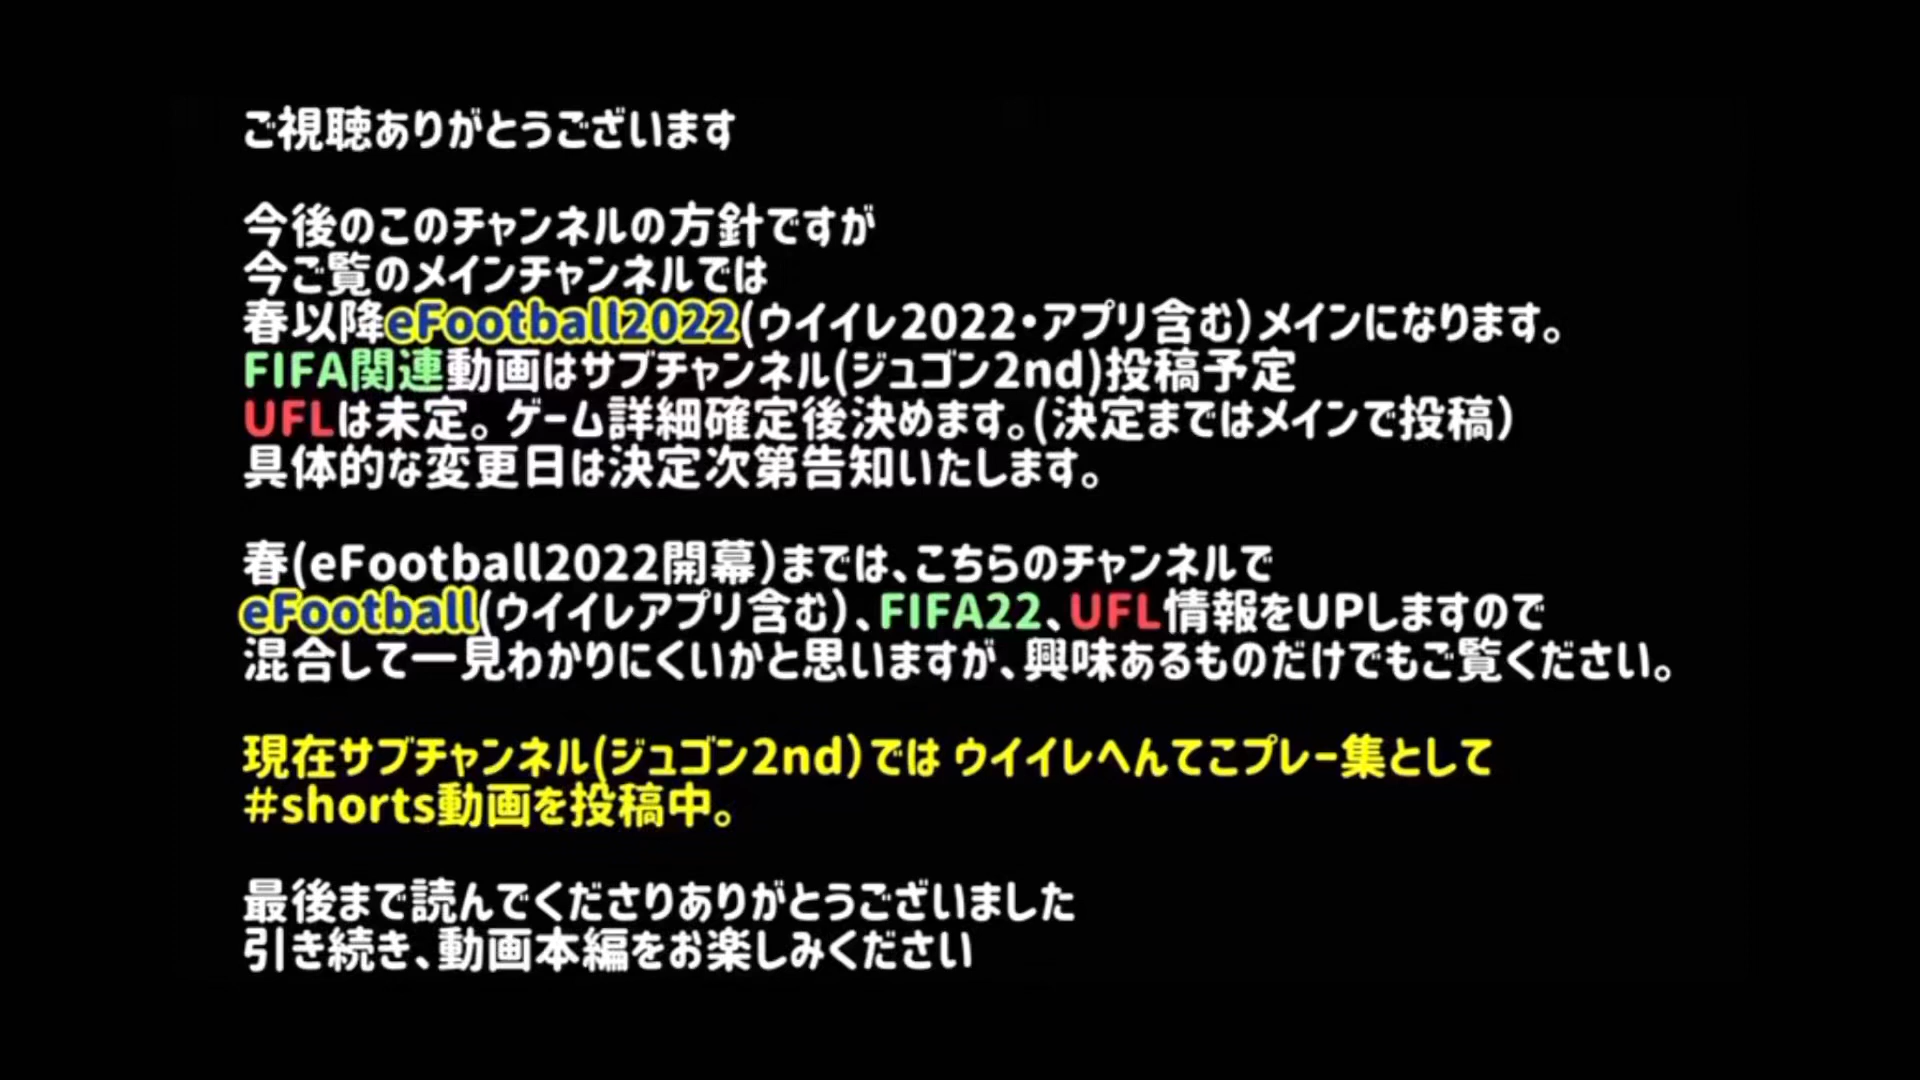 ご視聴ありがとうございます
今後のこのチャンネルの方針ですが
今ご覧のメインチャンネルでは
春以降eFootball2022(ウイイレ2022・アプリ含む)メインになります。
FIFA関連動画はサブチャンネル(ジュゴン2nd)投稿予定
UFLは未定。ゲーム詳細確定後決めます。(決定まではメインで投稿)
具体的な変更日は決定次第告知いたします。
春(eFootball2022開幕)までは、こちらのチャンネルで
eFootball(ウイイレアプリ含む)、FIFA22、UFL情報をUPしますので
混合して一見わかりにくいかと思いますが、興味あるものだけでもご覧ください。
現在サブチャンネル(ジュゴン2nd)では ウイイレへんてこプレー集として
#shorts動画を投稿中。
最後まで読んでくださりありがとうございました
引き続き、動画本編をお楽しみください